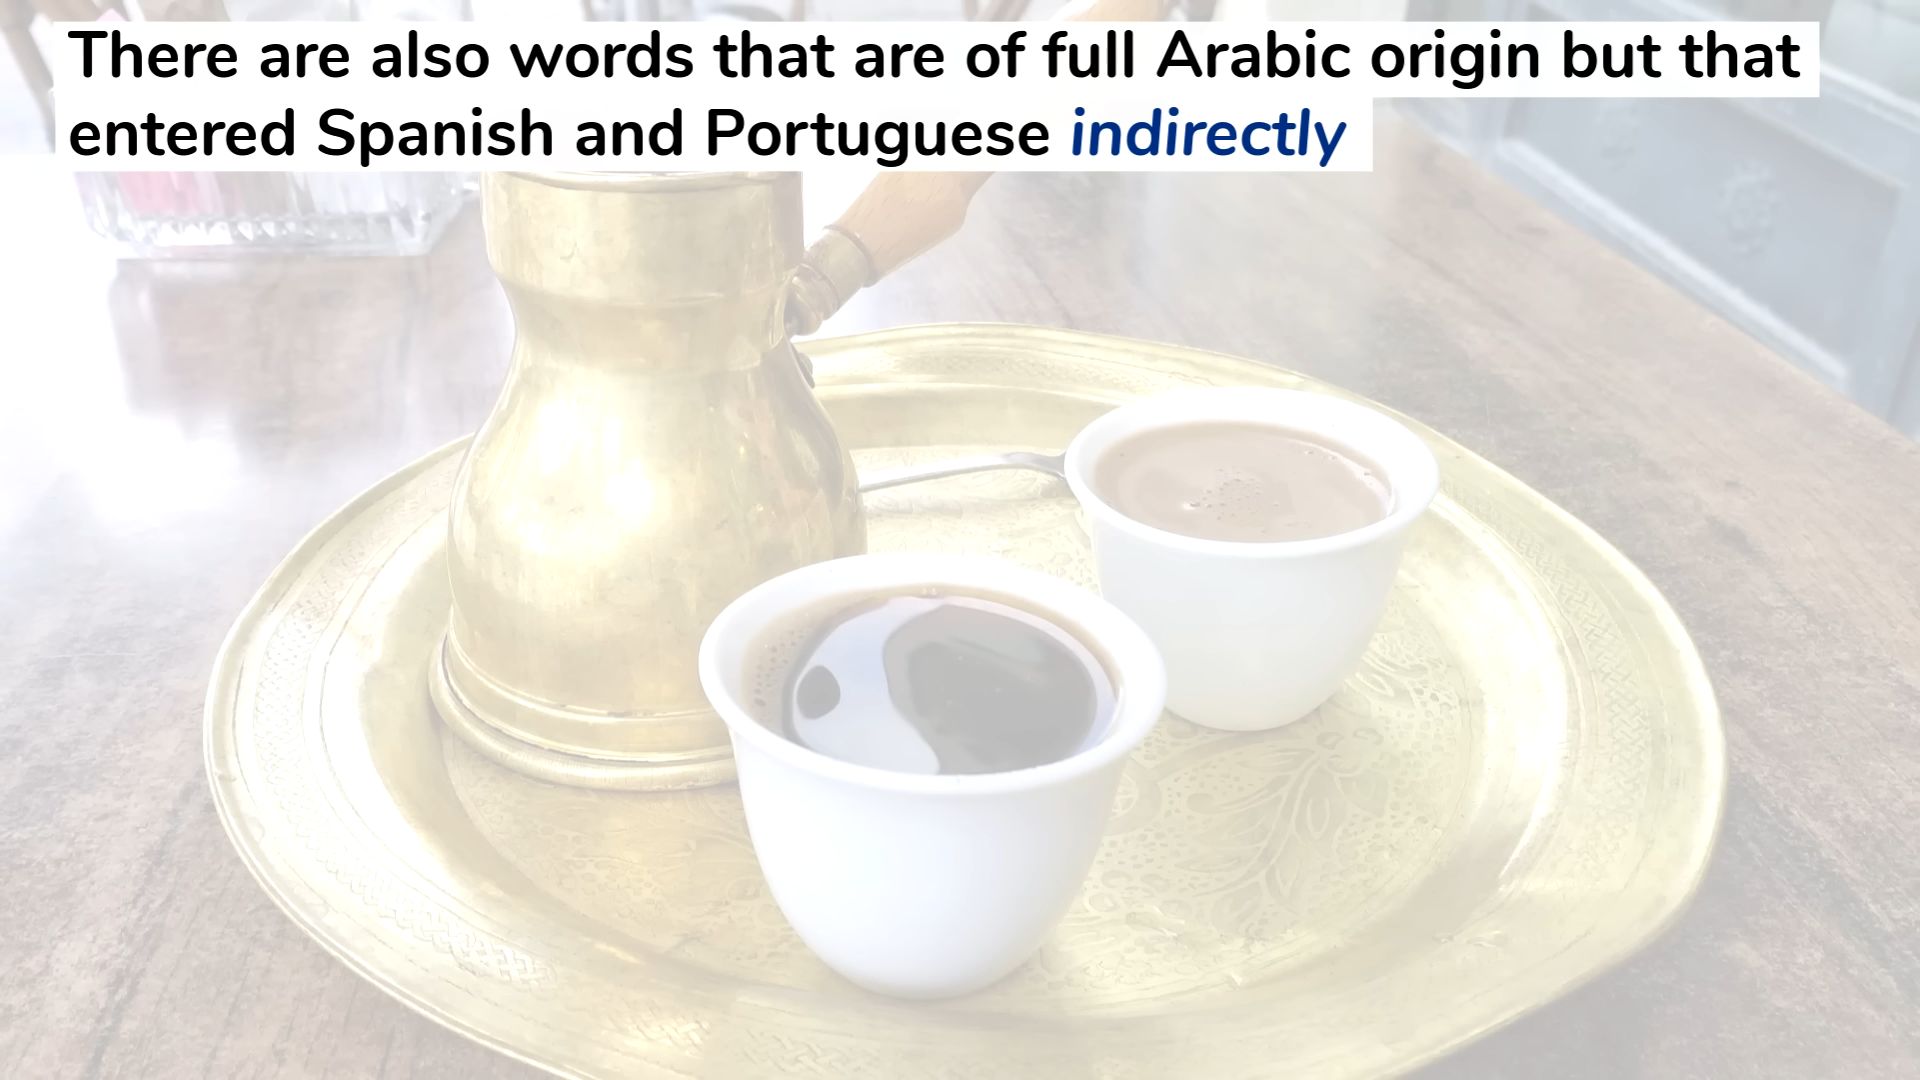 There are also words that are of full Arabic origin but that
entered Spanish and Portuguese indirectly